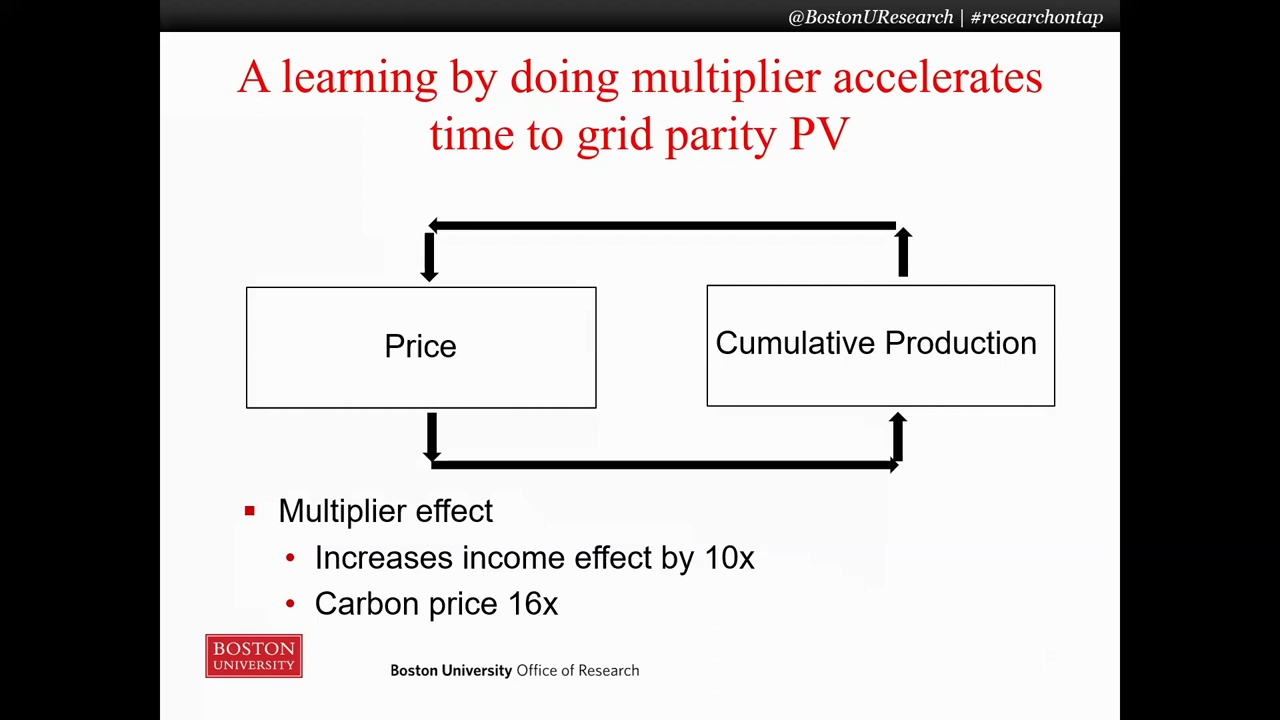 @BostonUResearch | #researchontap
A learning by doing multiplier accelerates
time to grid parity PV
Price
Cumulative Production
Multiplier effect
Increases income effect by 10x
Carbon price 16x
BOSTON
UNIVERSITY
Boston University Office of Research